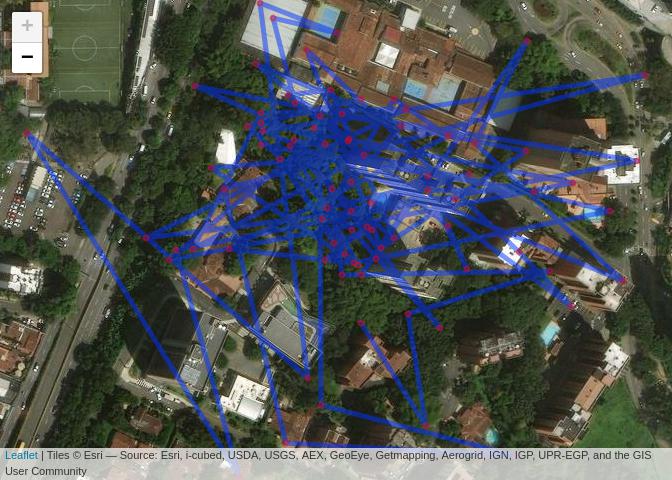 +
−
Leaflet | Tiles © Esri — Source: Esri, i-cubed, USDA, USGS, AEX, GeoEye, Getmapping, Aerogrid, IGN, IGP, UPR-EGP, and the GIS
User Community